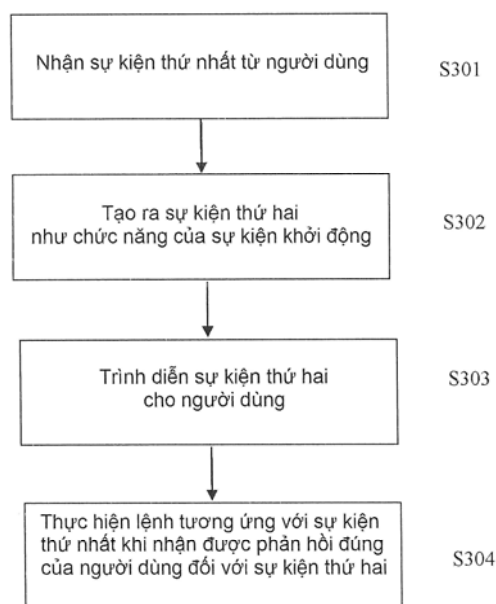 Nhận sự kiện thứ nhất từ người dùng
S301
Tạo ra sự kiện thứ hai
như chức năng của sự kiện khởi động
S302
Trình diễn sự kiện thứ hai
cho người dùng
S303
Thực hiện lệnh tương ứng với sự kiện
thứ nhất khi nhận được phản hồi đúng
của người dùng đối với sự kiện thứ hai
S304